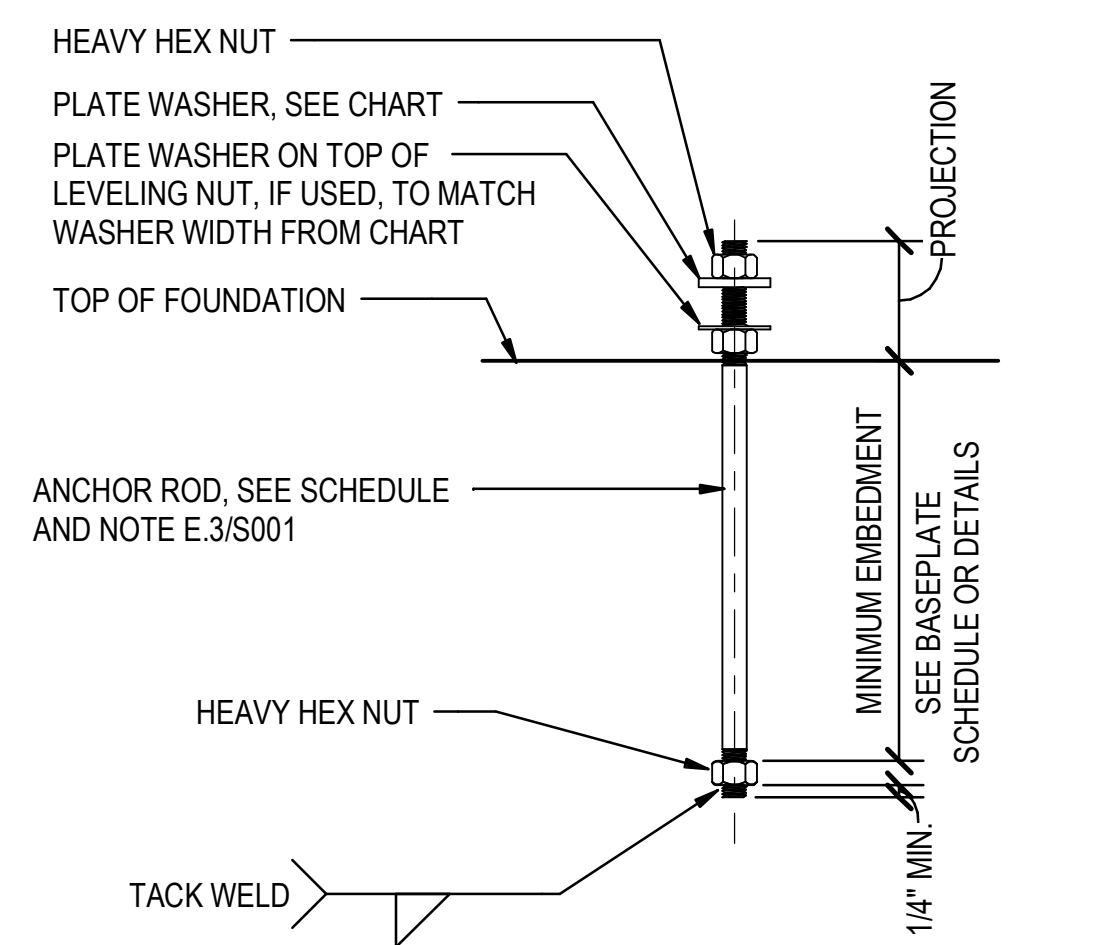 HEAVY HEX NUT
PLATE WASHER, SEE CHART
PLATE WASHER ON TOP OF
LEVELING NUT, IF USED, TO MATCH
WASHER WIDTH FROM CHART
TOP OF FOUNDATION
ANCHOR ROD, SEE SCHEDULE
AND NOTE E.3/S001
HEAVY HEX NUT
TACK WELD
PROJECTION
MINIMUM EMBEDMENT
SEE BASEPLATE
SCHEDULE OR DETAILS
1/4" MIN.